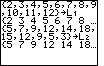 {2,3,4,5,6,7,8,9
,10,11,12}→L₁
{2 3 4 5 6 7 8 …
{5,7,9,12,14,18,
15,12,9,5,3}→L₂
{5 7 9 12 14 18…